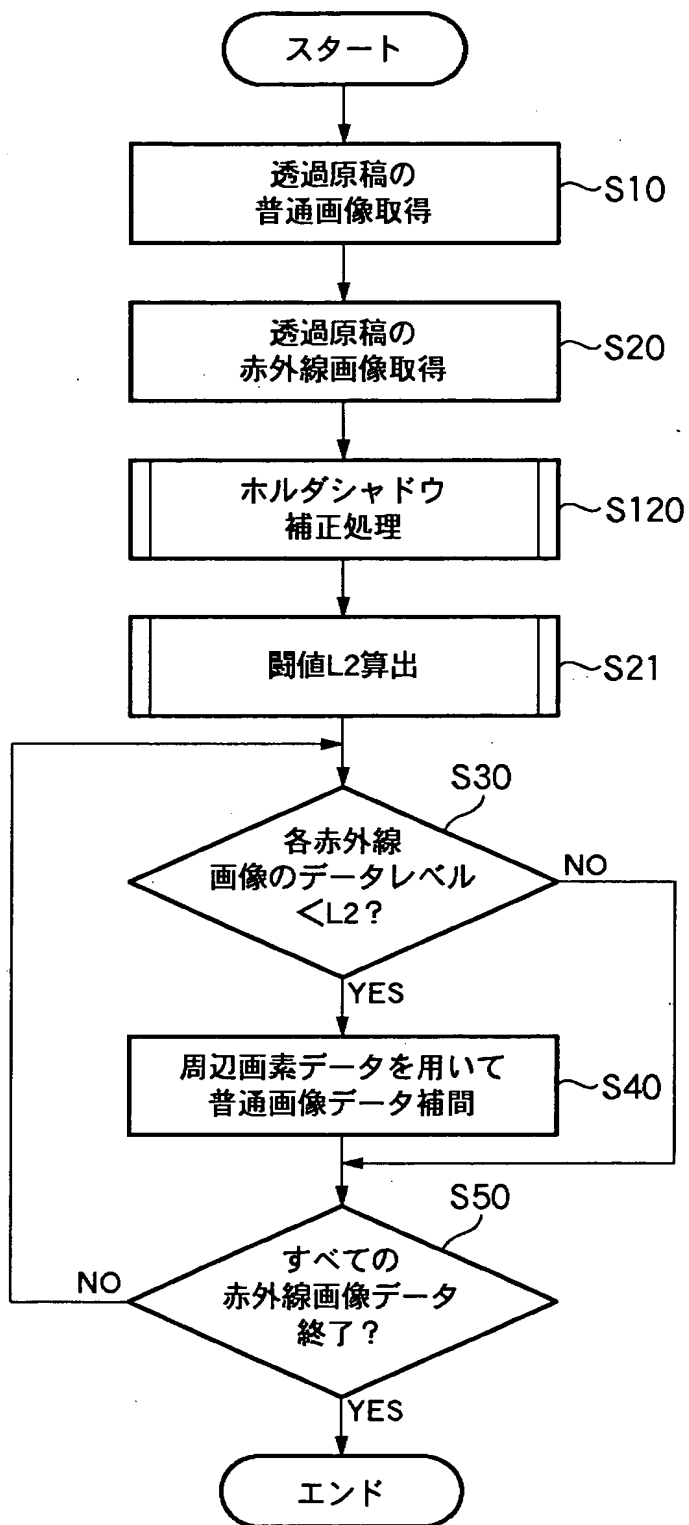 スタート
透過原稿の
普通画像取得
S10
透過原稿の
赤外線画像取得
S20
ホルダシャドウ
補正処理
S120
閾値L2算出
S21
S30
各赤外線
画像のデータレベル
<L2?
NO
YES
周辺画素データを用いて
普通画像データ補間
S40
S50
すべての
赤外線画像データ
終了?
NO
YES
エンド